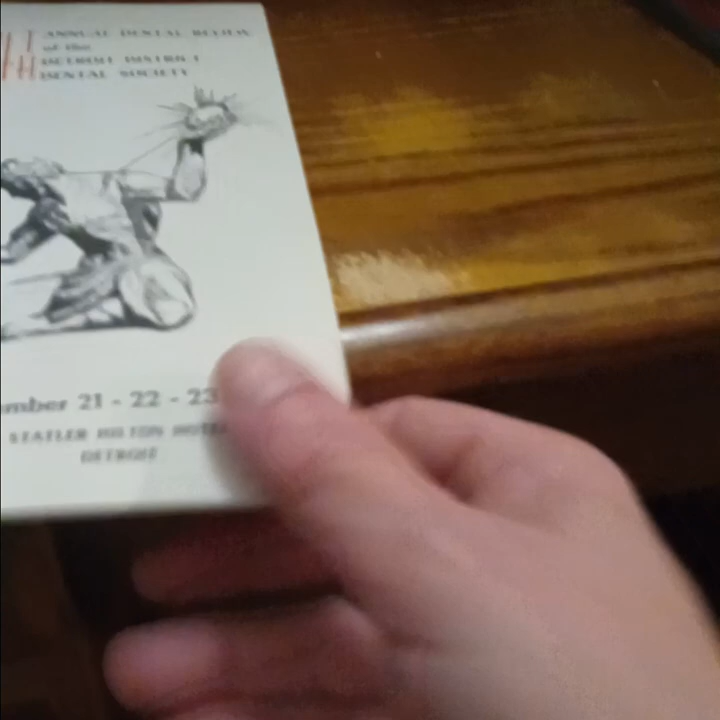 ANNUAL DENTAL REVIEW
of the
DETROIT DISTRICT
DENTAL SOCIETY
mber 21 - 22 - 23
STATLER HILTON HOTEL
DETROIT